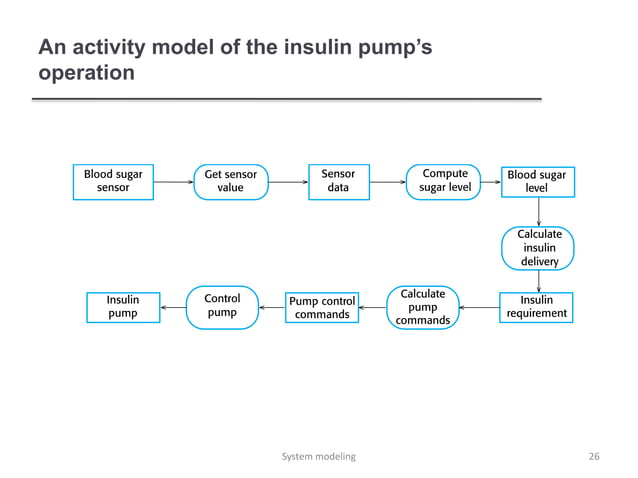 An activity model of the insulin pump’s
operation
Blood sugar
sensor
Get sensor
value
Sensor
data
Compute
sugar level
Blood sugar
level
Calculate
insulin
delivery
Insulin
pump
Control
pump
Pump control
commands
Calculate
pump
commands
Insulin
requirement
System modeling
26